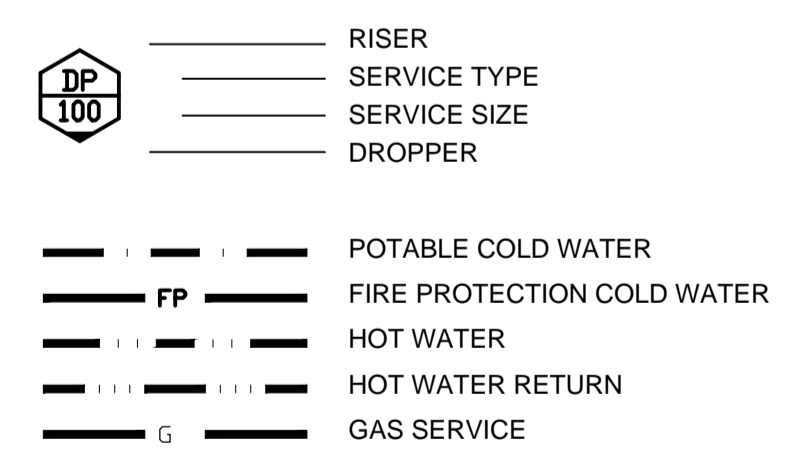 RISER
DP
SERVICE TYPE
100
SERVICE SIZE
DROPPER
POTABLE COLD WATER
FP
FIRE PROTECTION COLD WATER
HOT WATER
HOT WATER RETURN
G
GAS SERVICE